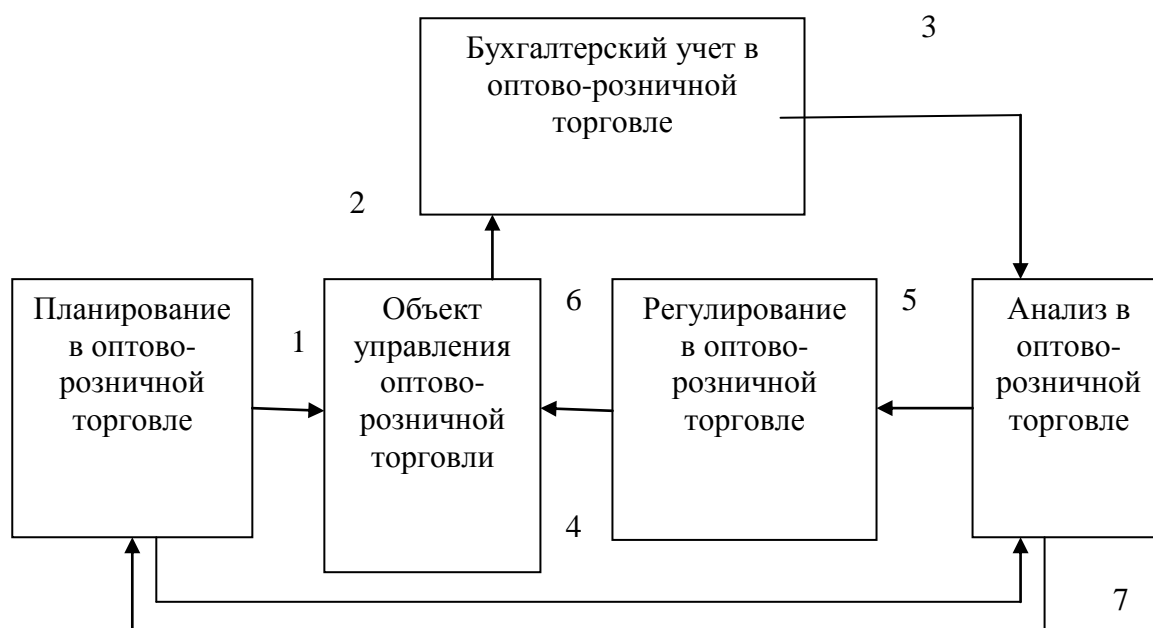 3
Бухгалтерский учет в
оптово-розничной
торговле
2
Планирование
в оптово-
розничной
торговле
1
Объект
управления
оптово-
розничной
торговли
6
Регулирование
в оптово-
розничной
торговле
5
Анализ в
оптово-
розничной
торговле
4
7